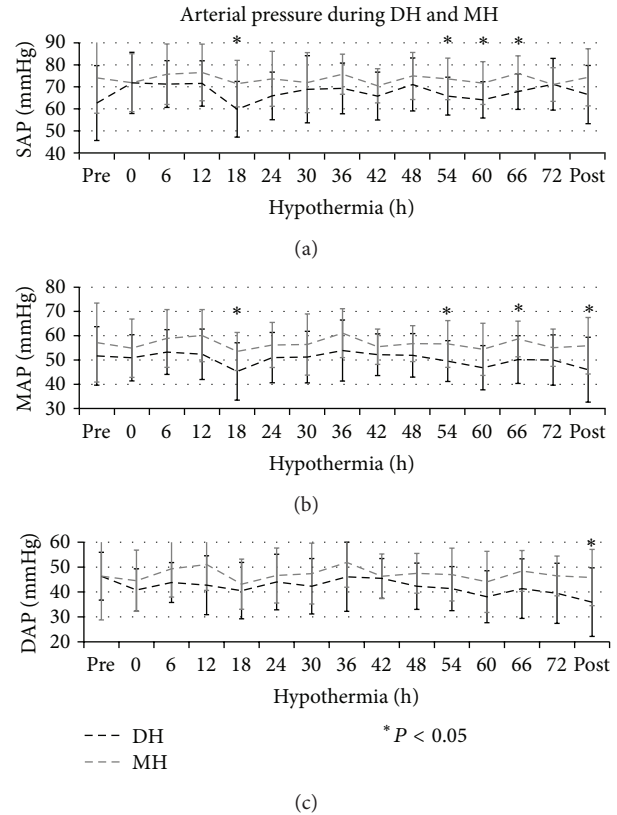 Arterial pressure during DH and MH
SAP (mmHg)
90
80
70
60
50
40
* * * *
Pre 0 6 12 18 24 30 36 42 48 54 60 66 72 Post
Hypothermia (h)
(a)
MAP (mmHg)
80
70
60
50
40
30
* * * *
Pre 0 6 12 18 24 30 36 42 48 54 60 66 72 Post
Hypothermia (h)
(b)
DAP (mmHg)
60
50
40
30
20
*
Pre 0 6 12 18 24 30 36 42 48 54 60 66 72 Post
Hypothermia (h)
DH
MH
* P < 0.05
(c)